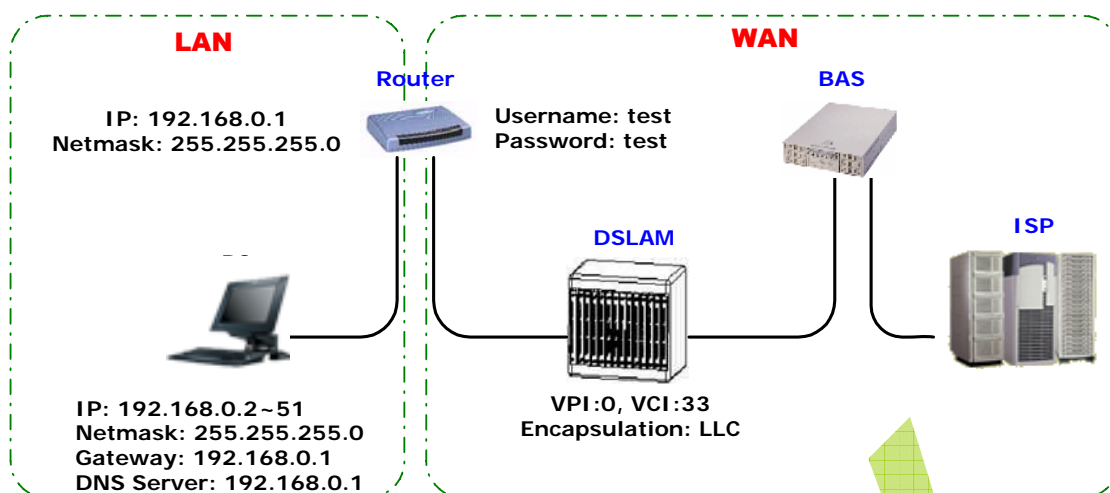 LAN
WAN
Router
BAS
IP: 192.168.0.1
Netmask: 255.255.255.0
Username: test
Password: test
DSLAM
ISP
IP: 192.168.0.2~51
Netmask: 255.255.255.0
Gateway: 192.168.0.1
DNS Server: 192.168.0.1
VPI:0, VCI:33
Encapsulation: LLC